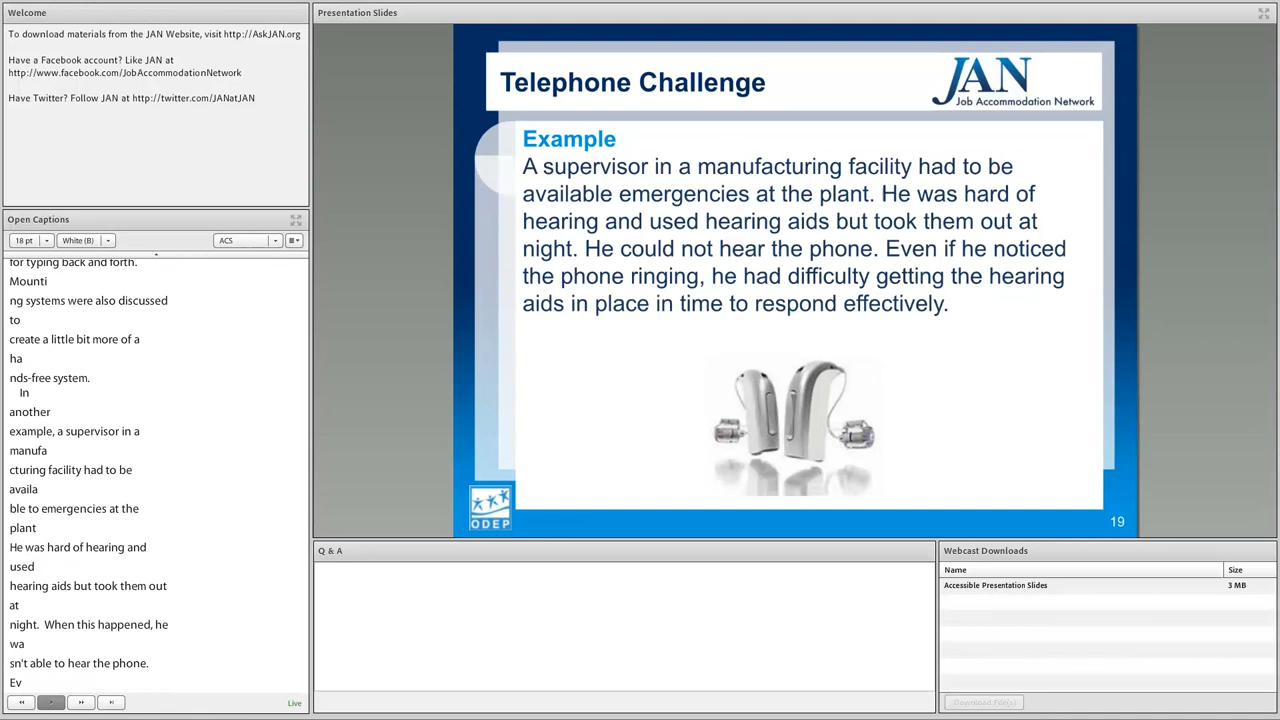 Welcome
To download materials from the JAN Website, visit http://AskJAN.org
Have a Facebook account? Like JAN at
http://www.facebook.com/JobAccommodationNetwork
Have Twitter? Follow JAN at http://twitter.com/JANatJAN
Open Captions
18 pt
White (B)
ACS
for typing back and forth.
Mounti
ng systems were also discussed
to
create a little bit more of a
ha
nds-free system.
In
another
example, a supervisor in a
manufa
cturing facility had to be
availa
ble to emergencies at the
plant
He was hard of hearing and
used
hearing aids but took them out
at
night. When this happened, he
wa
sn't able to hear the phone.
Ev
Live
Presentation Slides
Telephone Challenge
JAN
Job Accommodation Network
Example
A supervisor in a manufacturing facility had to be
available emergencies at the plant. He was hard of
hearing and used hearing aids but took them out at
night. He could not hear the phone. Even if he noticed
the phone ringing, he had difficulty getting the hearing
aids in place in time to respond effectively.
ODEP
19
Q & A
Webcast Downloads
Name Size
Accessible Presentation Slides 3 MB
Download File(s)